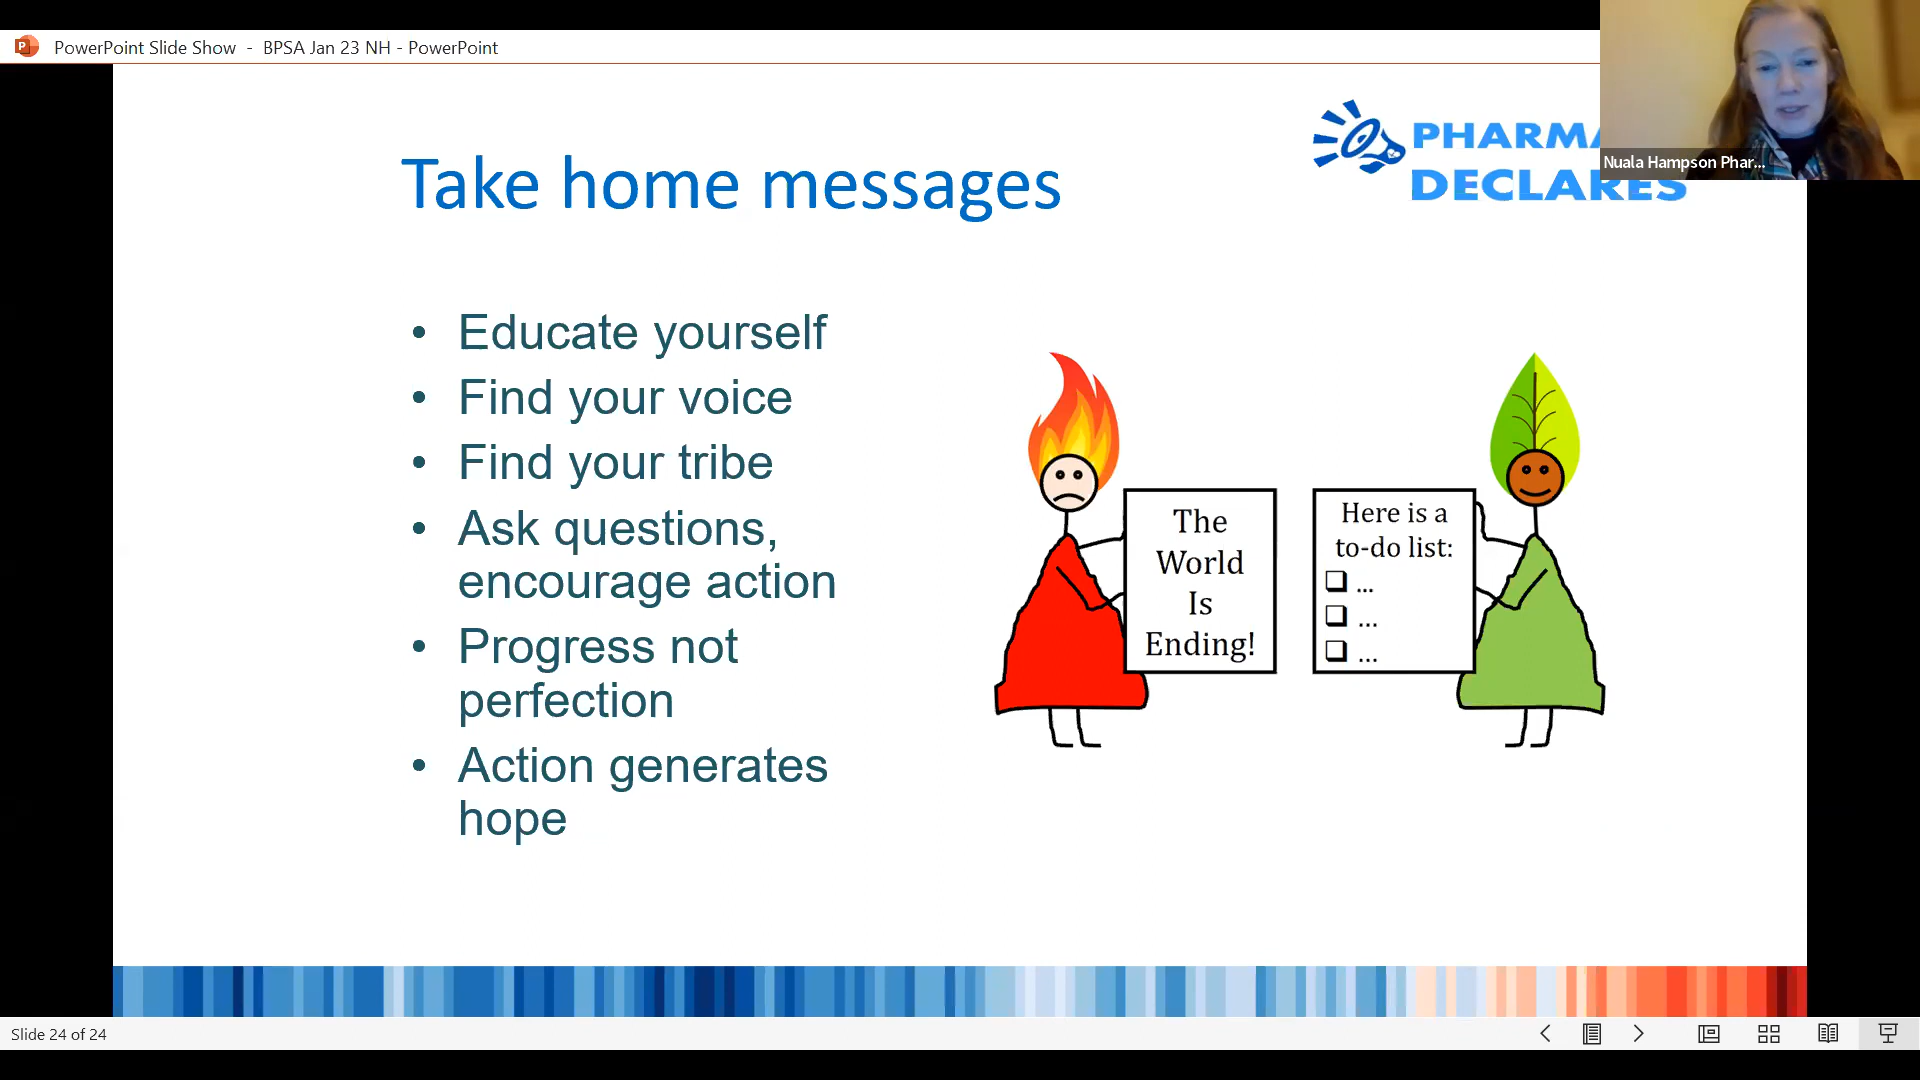 PowerPoint Slide Show - BPSA Jan 23 NH - PowerPoint
PHARMA
DECLARES
Nuala Hampson Phar...
Take home messages
• Educate yourself
• Find your voice
• Find your tribe
• Ask questions,
encourage action
• Progress not
perfection
• Action generates
hope
The
World
Is
Ending!
Here is a
to-do list:
❑ ...
❑ ...
❑ ...
Slide 24 of 24